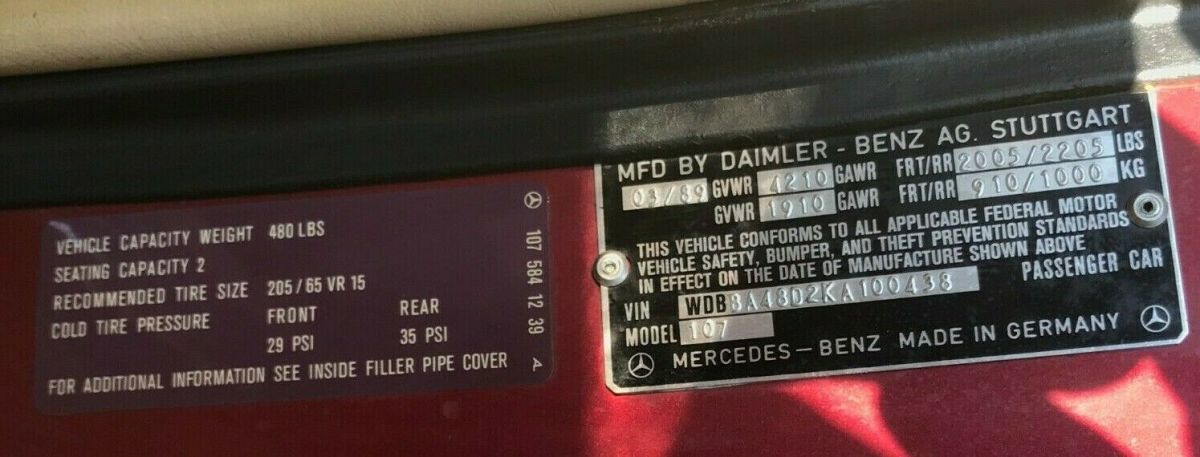 VEHICLE CAPACITY WEIGHT 480 LBS
SEATING CAPACITY 2
RECOMMENDED TIRE SIZE 205/65 VR 15
COLD TIRE PRESSURE FRONT REAR
29 PSI 35 PSI
FOR ADDITIONAL INFORMATION SEE INSIDE FILLER PIPE COVER
107 584 12 39 A
MFD BY DAIMLER - BENZ AG. STUTTGART
03/89 GVWR 4210 GAWR FRT/RR 2005/2205 LBS
GVWR 1910 GAWR FRT/RR 910/1000 KG
THIS VEHICLE CONFORMS TO ALL APPLICABLE FEDERAL MOTOR
VEHICLE SAFETY, BUMPER, AND THEFT PREVENTION STANDARDS
IN EFFECT ON THE DATE OF MANUFACTURE SHOWN ABOVE
VIN WDBBA48D2KA100438 PASSENGER CAR
MODEL 107
MERCEDES-BENZ MADE IN GERMANY